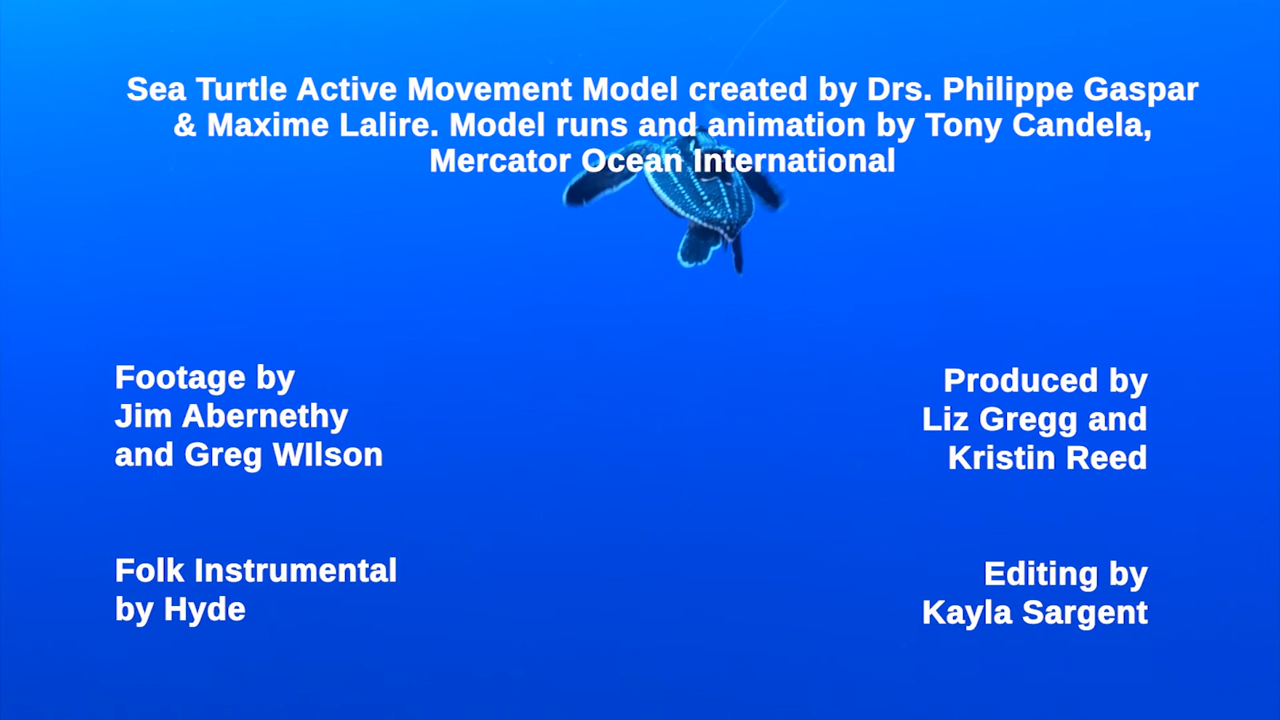 Sea Turtle Active Movement Model created by Drs. Philippe Gaspar
& Maxime Lalire. Model runs and animation by Tony Candela,
Mercator Ocean International
Footage by
Jim Abernethy
and Greg WIlson
Produced by
Liz Gregg and
Kristin Reed
Folk Instrumental
by Hyde
Editing by
Kayla Sargent